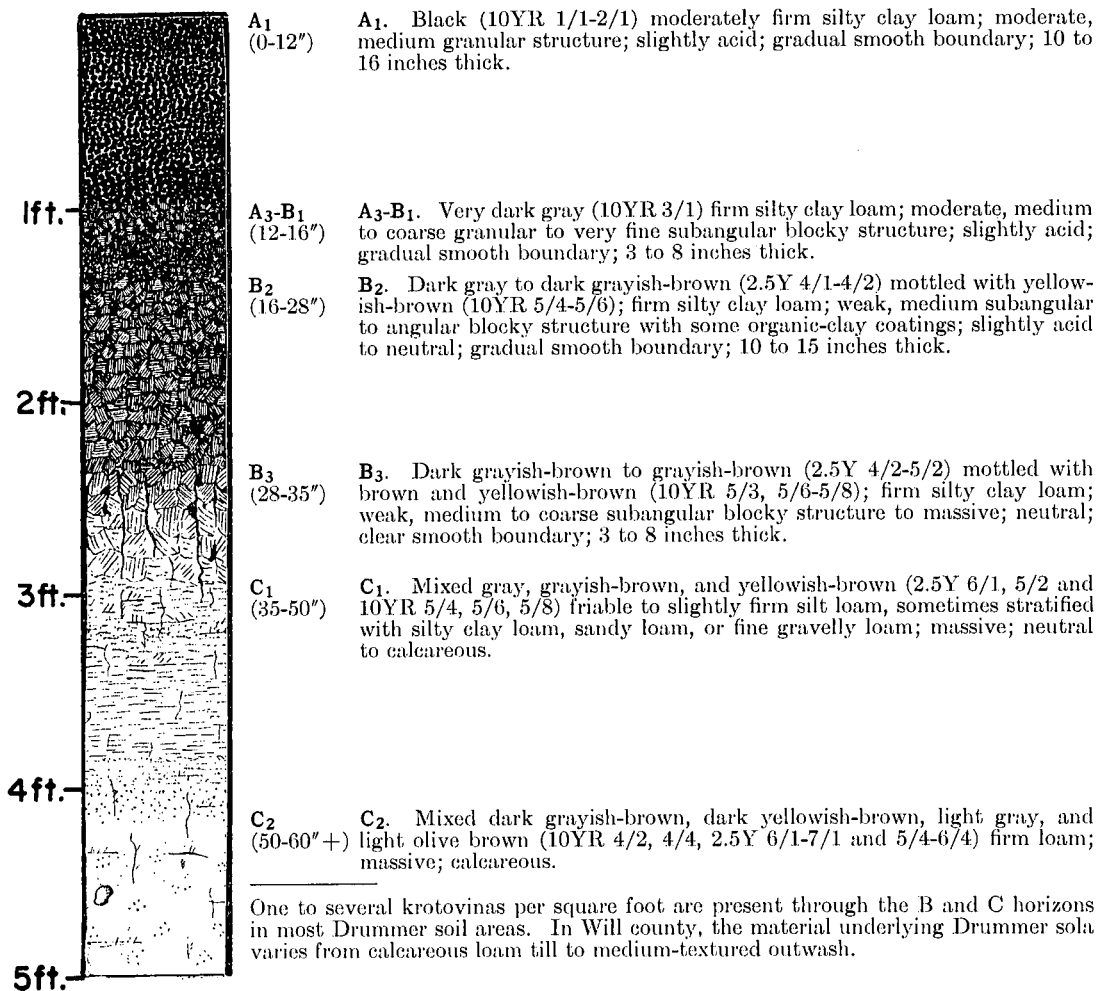 A1 (0-12″)
A1. Black (10YR 1/1-2/1) moderately firm silty clay loam; moderate,
medium granular structure; slightly acid; gradual smooth boundary; 10 to
16 inches thick.
1ft.
A3-B1 (12-16″)
A3-B1. Very dark gray (10YR 3/1) firm silty clay loam; moderate, medium
to coarse granular to very fine subangular blocky structure; slightly acid;
gradual smooth boundary; 3 to 8 inches thick.
B2 (16-28″)
B2. Dark gray to dark grayish-brown (2.5Y 4/1-4/2) mottled with yellow-
ish-brown (10YR 5/4-5/6); firm silty clay loam; weak, medium subangular
to angular blocky structure with some organic-clay coatings; slightly acid
to neutral; gradual smooth boundary; 10 to 15 inches thick.
2ft.
B3 (28-35″)
B3. Dark grayish-brown to grayish-brown (2.5Y 4/2-5/2) mottled with
brown and yellowish-brown (10YR 5/3, 5/6-5/8); firm silty clay loam;
weak, medium to coarse subangular blocky structure to massive; neutral;
clear smooth boundary; 3 to 8 inches thick.
3ft.
C1 (35-50″)
C1. Mixed gray, grayish-brown, and yellowish-brown (2.5Y 6/1, 5/2 and
10YR 5/4, 5/6, 5/8) friable to slightly firm silt loam, sometimes stratified
with silty clay loam, sandy loam, or fine gravelly loam; massive; neutral
to calcareous.
4ft.
C2 (50-60″+)
C2. Mixed dark grayish-brown, dark yellowish-brown, light gray, and
light olive brown (10YR 4/2, 4/4, 2.5Y 6/1-7/1 and 5/4-6/4) firm loam;
massive; calcareous.
One to several krotovinas per square foot are present through the B and C horizons
in most Drummer soil areas. In Will county, the material underlying Drummer sola
varies from calcareous loam till to medium-textured outwash.
5ft.